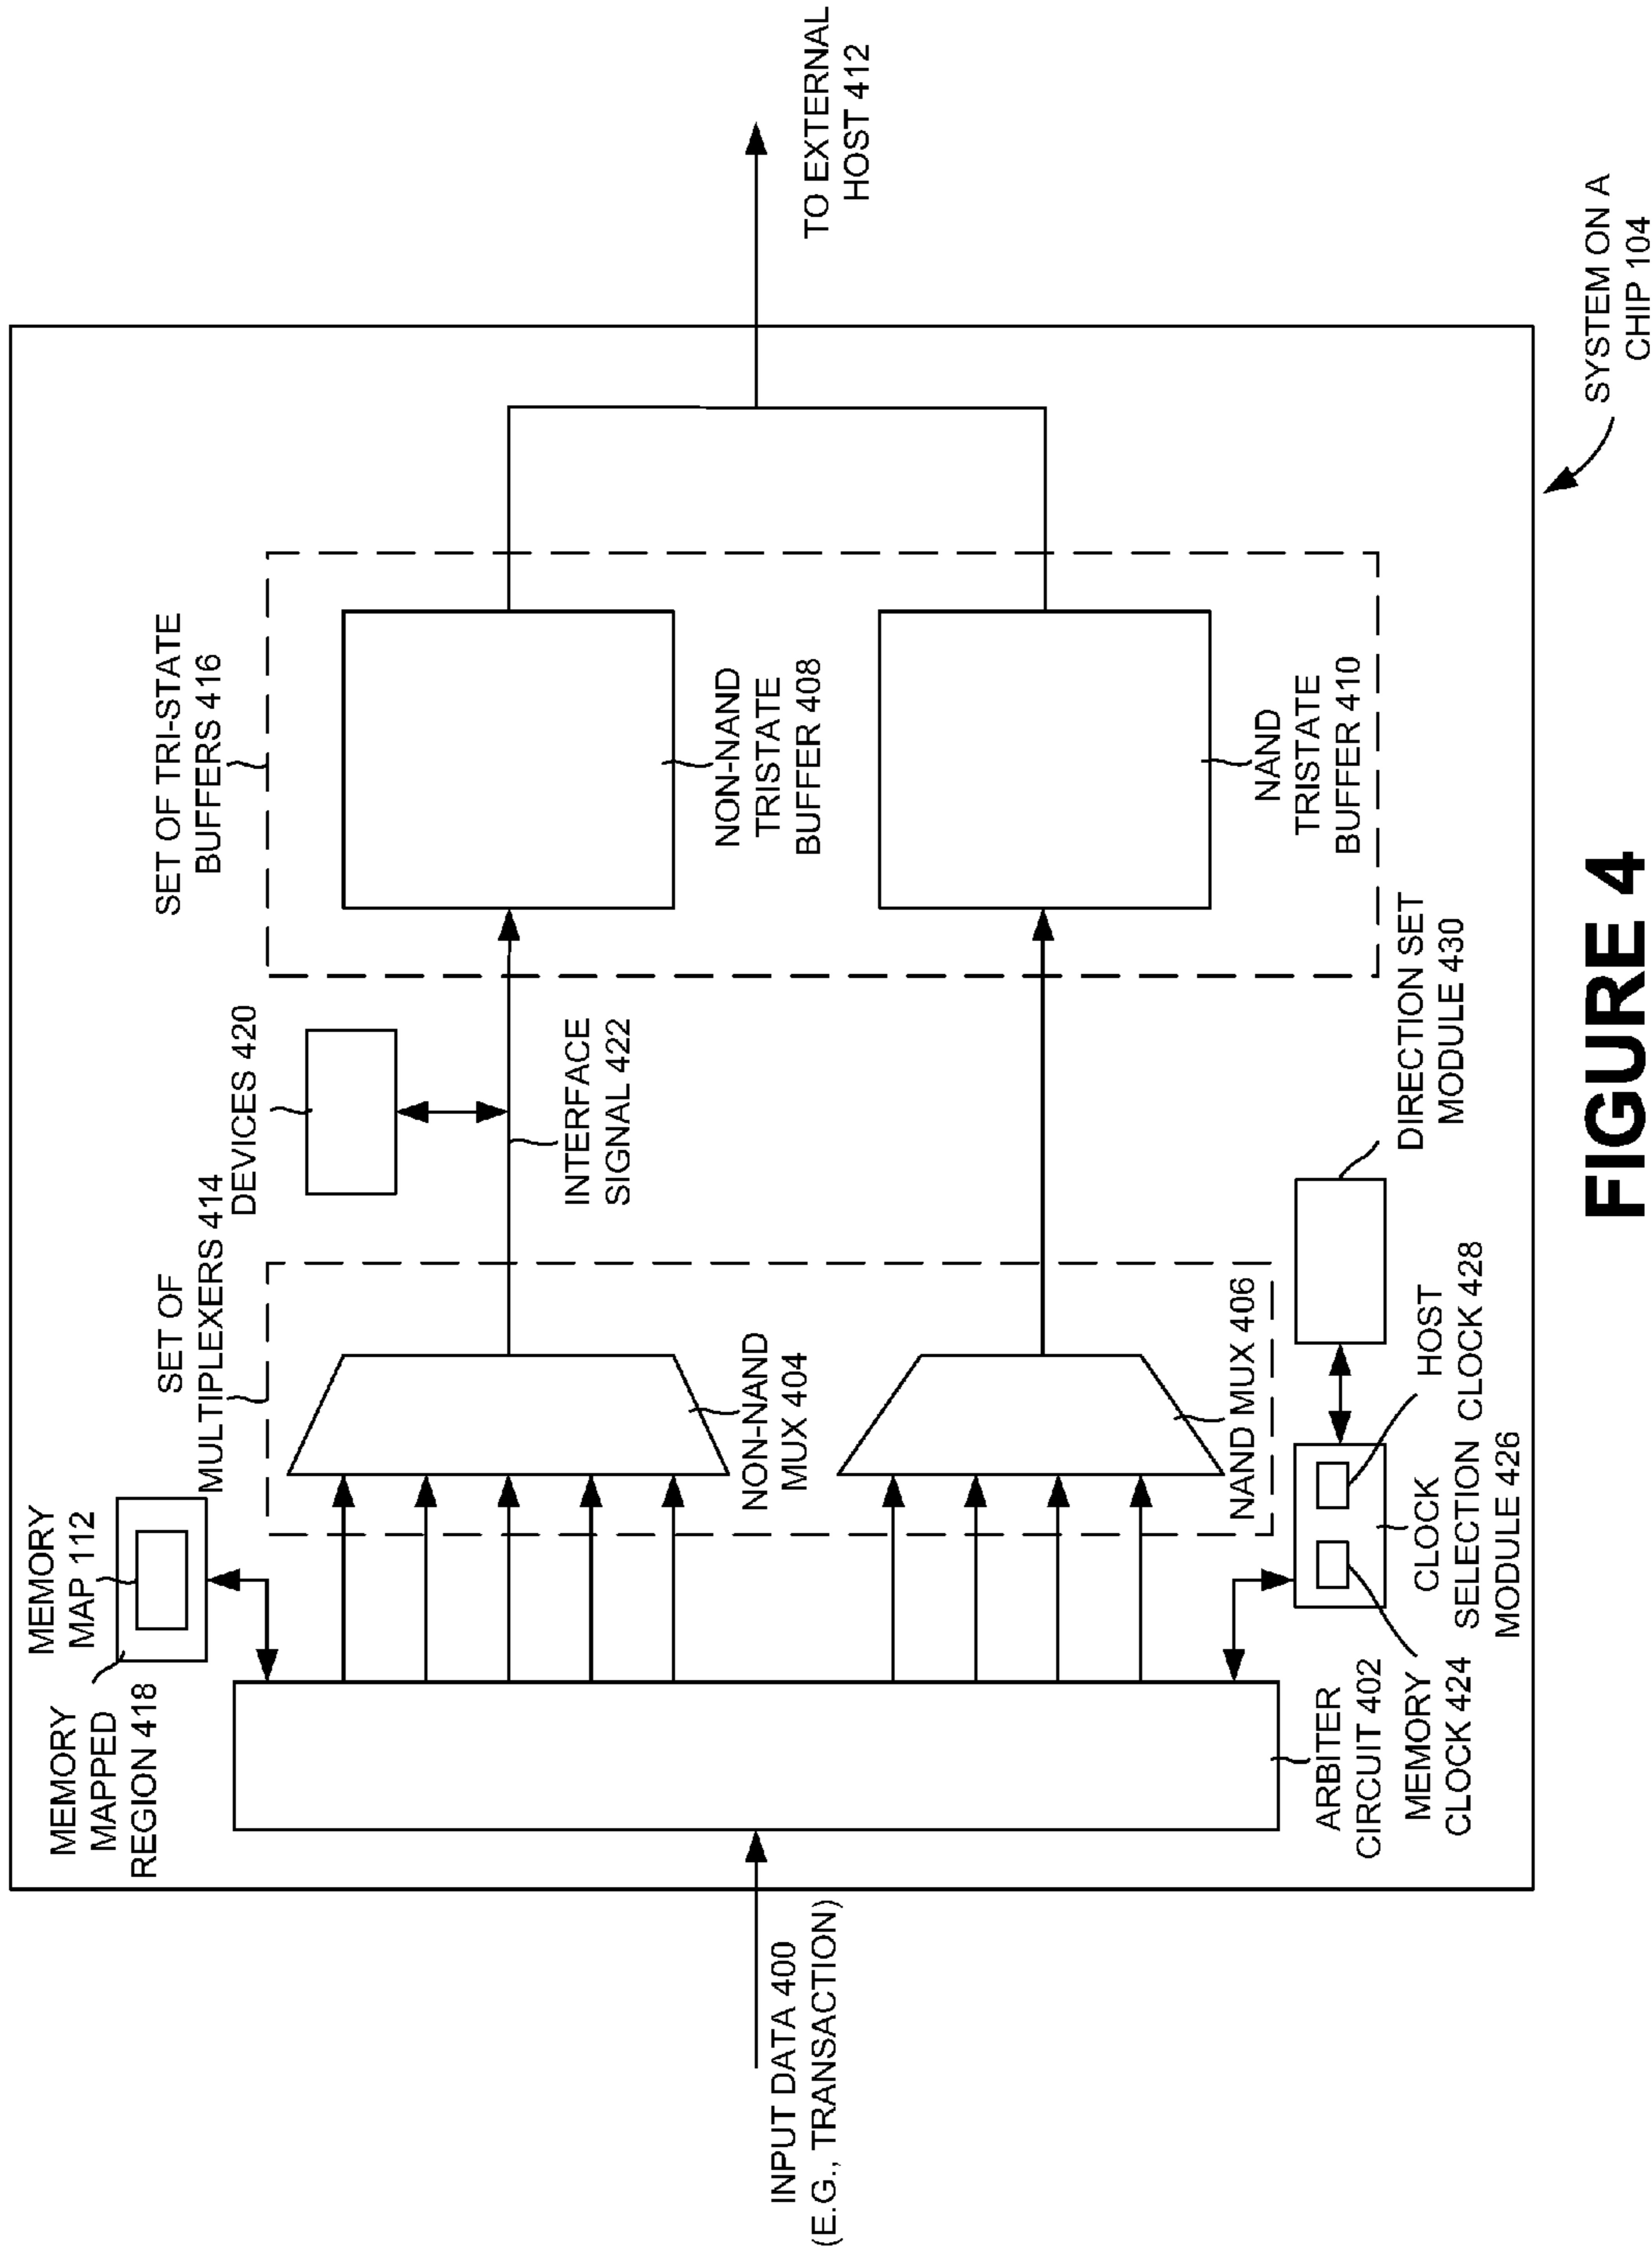 MEMORY
MAPPED
REGION 418
MEMORY
MAP 112
SET OF
MULTIPLEXERS 414
DEVICES 420
SET OF TRI-STATE
BUFFERS 416
INPUT DATA 400
(E.G., TRANSACTION)
NON-NAND
MUX 404
INTERFACE
SIGNAL 422
NON-NAND
TRISTATE
BUFFER 408
TO EXTERNAL
HOST 412
NAND MUX 406
NAND
TRISTATE
BUFFER 410
ARBITER
CIRCUIT 402
MEMORY
CLOCK 424
CLOCK
SELECTION
MODULE 426
HOST
CLOCK 428
DIRECTION SET
MODULE 430
SYSTEM ON A
CHIP 104
FIGURE 4